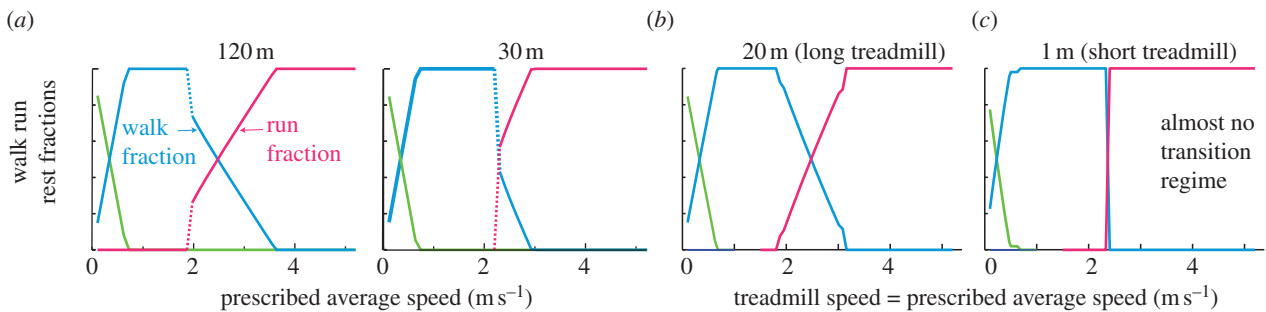 (a)
120 m
30 m
(b)
20 m (long treadmill)
(c)
1 m (short treadmill)
walk run
rest fractions
walk
fraction
run
fraction
almost no
transition
regime
0 2 4
0 2 4
0 2 4
0 2 4
prescribed average speed (m s⁻¹)
treadmill speed = prescribed average speed (m s⁻¹)